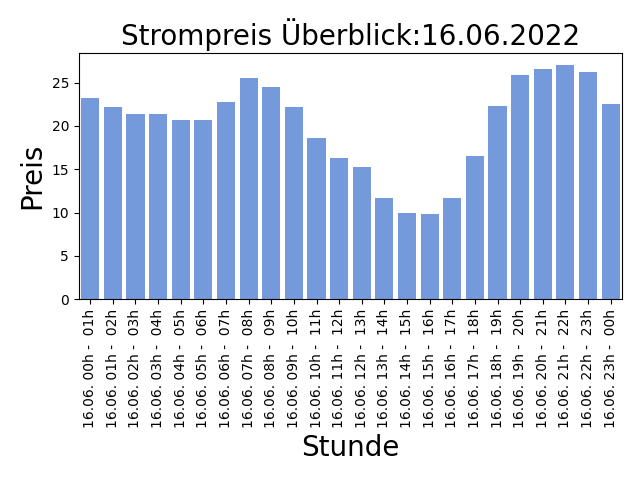 Strompreis Überblick:16.06.2022
Preis
25
20
15
10
5
0
16.06. 00h - 01h
16.06. 01h - 02h
16.06. 02h - 03h
16.06. 03h - 04h
16.06. 04h - 05h
16.06. 05h - 06h
16.06. 06h - 07h
16.06. 07h - 08h
16.06. 08h - 09h
16.06. 09h - 10h
16.06. 10h - 11h
16.06. 11h - 12h
16.06. 12h - 13h
16.06. 13h - 14h
16.06. 14h - 15h
16.06. 15h - 16h
16.06. 16h - 17h
16.06. 17h - 18h
16.06. 18h - 19h
16.06. 19h - 20h
16.06. 20h - 21h
16.06. 21h - 22h
16.06. 22h - 23h
16.06. 23h - 00h
Stunde